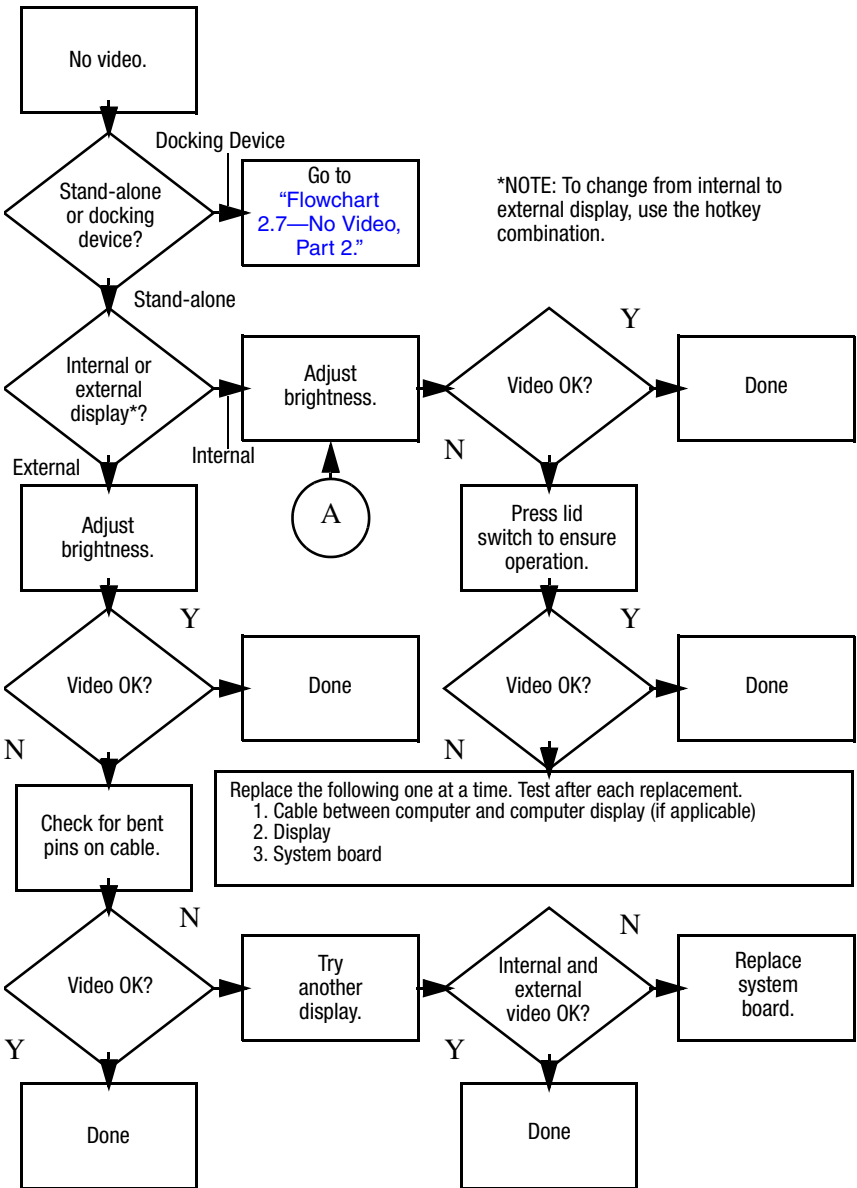 No video.
Docking Device
Stand-alone
or docking
device?
Go to
“Flowchart
2.7—No Video,
Part 2.”
*NOTE: To change from internal to
external display, use the hotkey
combination.
Stand-alone
Internal or
external
display*?
Internal
External
Adjust
brightness.
A
Video OK?
Y
Done
N
Press lid
switch to ensure
operation.
Video OK?
Y
Done
N
Replace the following one at a time. Test after each replacement.
1. Cable between computer and computer display (if applicable)
2. Display
3. System board
Adjust
brightness.
Video OK?
Y
Done
N
Check for bent
pins on cable.
Video OK?
N
Try
another
display.
Internal and
external
video OK?
N
Replace
system
board.
Y
Done
Y
Done